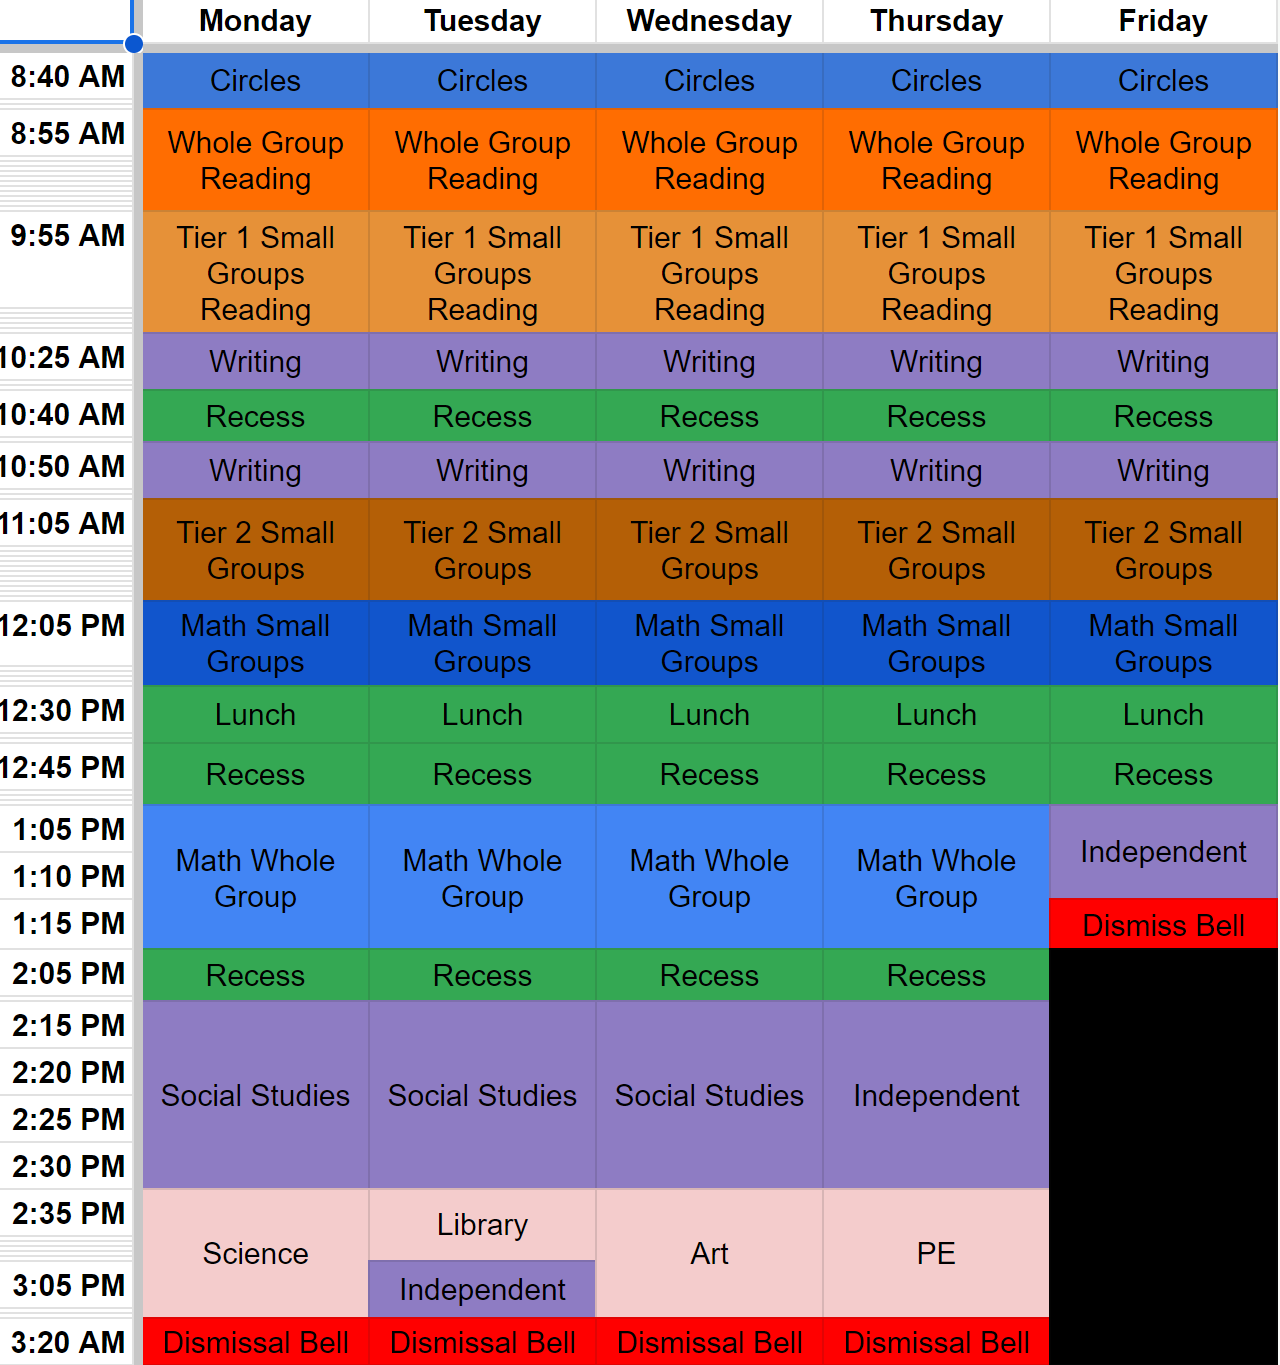 Monday Tuesday Wednesday Thursday Friday
8:40 AM Circles Circles Circles Circles Circles
8:55 AM Whole Group Whole Group Whole Group Whole Group Whole Group
Reading Reading Reading Reading Reading
9:55 AM Tier 1 Small Tier 1 Small Tier 1 Small Tier 1 Small Tier 1 Small
Groups Groups Groups Groups Groups
Reading Reading Reading Reading Reading
10:25 AM Writing Writing Writing Writing Writing
10:40 AM Recess Recess Recess Recess Recess
10:50 AM Writing Writing Writing Writing Writing
11:05 AM Tier 2 Small Tier 2 Small Tier 2 Small Tier 2 Small Tier 2 Small
Groups Groups Groups Groups Groups
12:05 PM Math Small Math Small Math Small Math Small Math Small
Groups Groups Groups Groups Groups
12:30 PM Lunch Lunch Lunch Lunch Lunch
12:45 PM Recess Recess Recess Recess Recess
1:05 PM
Math Whole Math Whole Math Whole Math Whole Independent
1:10 PM Group Group Group Group
1:15 PM Dismiss Bell
2:05 PM Recess Recess Recess Recess
2:15 PM
2:20 PM
Social Studies Social Studies Social Studies Independent
2:25 PM
2:30 PM
2:35 PM Library
Science Art PE
3:05 PM Independent
3:20 AM Dismissal Bell Dismissal Bell Dismissal Bell Dismissal Bell